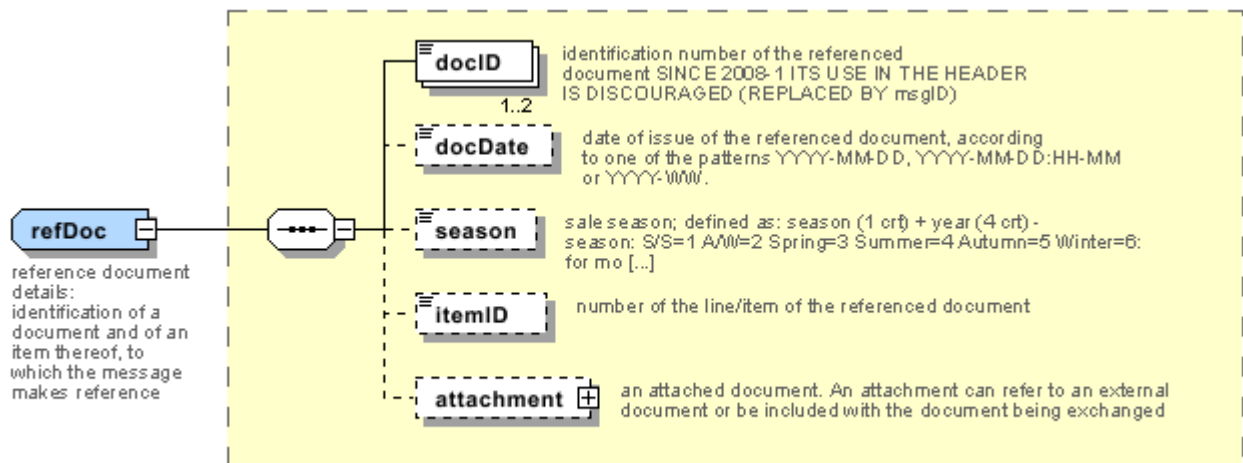 docID
identification number of the referenced
document SINCE 2008-1 ITS USE IN THE HEADER
IS DISCOURAGED (REPLACED BY msgID)
1..2
docDate
date of issue of the referenced document, according
to one of the patterns YYYY-MM-DD, YYYY-MM-DD:HH-MM
or YYYY-WW.
refDoc
reference document
details:
identification of a
document and of an
item thereof, to
which the message
makes reference
season
sale season; defined as: season (1 crt) + year (4 crt) -
season: S/S=1 A/W=2 Spring=3 Summer=4 Autumn=5 Winter=6:
for mo [...]
itemID
number of the line/item of the referenced document
attachment
an attached document. An attachment can refer to an external
document or be included with the document being exchanged